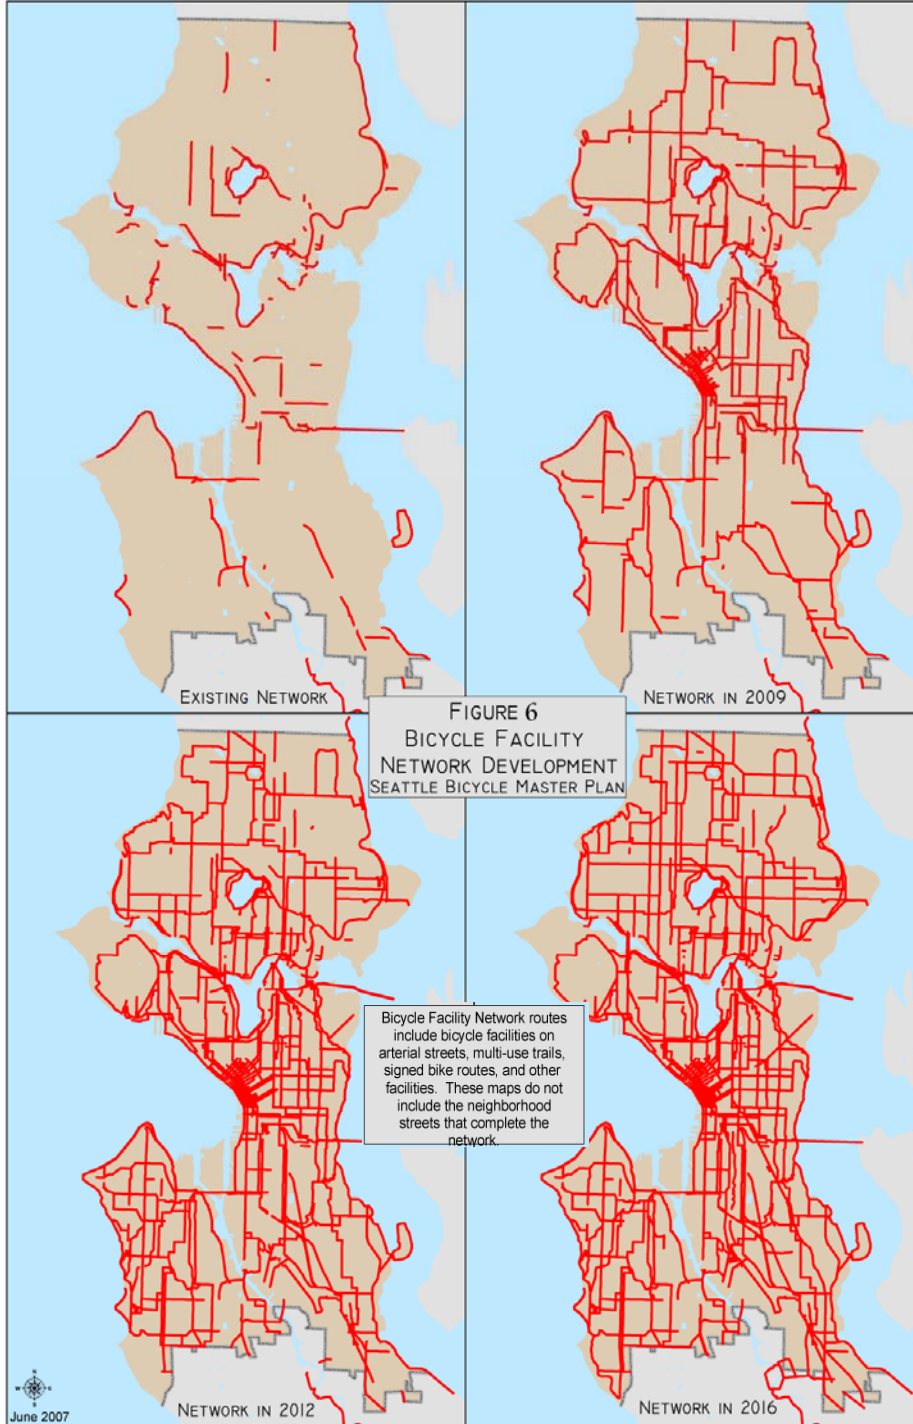 EXISTING NETWORK
NETWORK IN 2009
FIGURE 6
BICYCLE FACILITY
NETWORK DEVELOPMENT
SEATTLE BICYCLE MASTER PLAN
Bicycle Facility Network routes
include bicycle facilities on
arterial streets, multi-use trails,
signed bike routes, and other
facilities. These maps do not
include the neighborhood
streets that complete the
network.
N
W
E
S
June 2007
NETWORK IN 2012
NETWORK IN 2016